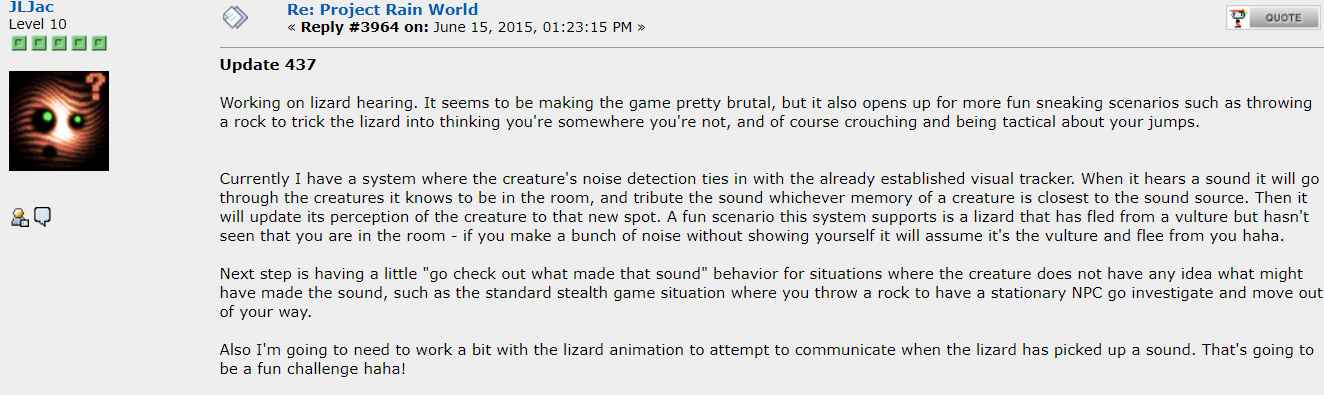 JLJac
Level 10
Re: Project Rain World
« Reply #3964 on: June 15, 2015, 01:23:15 PM »
QUOTE
Update 437
Working on lizard hearing. It seems to be making the game pretty brutal, but it also opens up for more fun sneaking scenarios such as throwing
a rock to trick the lizard into thinking you're somewhere you're not, and of course crouching and being tactical about your jumps.
Currently I have a system where the creature's noise detection ties in with the already established visual tracker. When it hears a sound it will go
through the creatures it knows to be in the room, and tribute the sound whichever memory of a creature is closest to the sound source. Then it
will update its perception of the creature to that new spot. A fun scenario this system supports is a lizard that has fled from a vulture but hasn't
seen that you are in the room - if you make a bunch of noise without showing yourself it will assume it's the vulture and flee from you haha.
Next step is having a little "go check out what made that sound" behavior for situations where the creature does not have any idea what might
have made the sound, such as the standard stealth game situation where you throw a rock to have a stationary NPC go investigate and move out
of your way.
Also I'm going to need to work a bit with the lizard animation to attempt to communicate when the lizard has picked up a sound. That's going to
be a fun challenge haha!